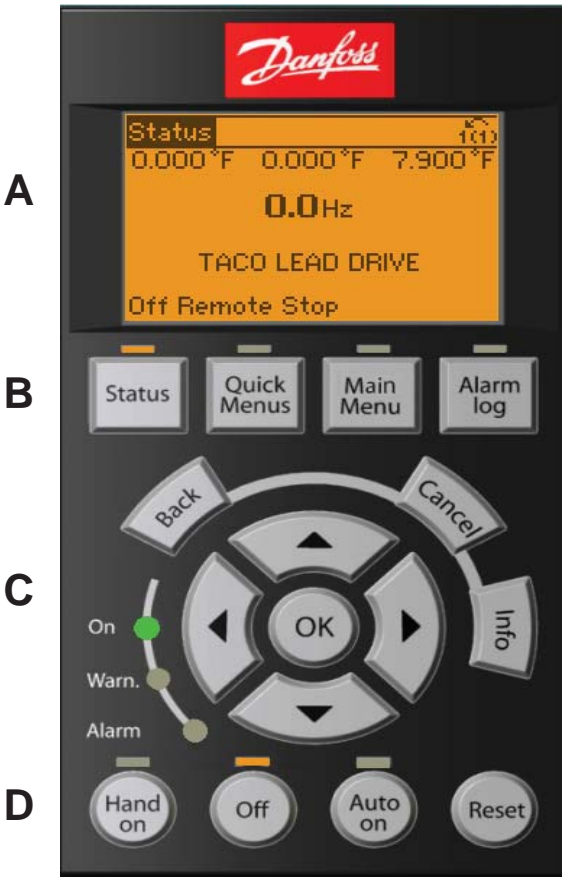 Danfoss
A
Status 1(1)
0.000°F 0.000°F 7.900°F
0.0Hz
TACO LEAD DRIVE
Off Remote Stop
B
Status
Quick Menus
Main Menu
Alarm log
Back
Cancel
C
On
OK
Info
Warn.
Alarm
D
Hand on
Off
Auto on
Reset